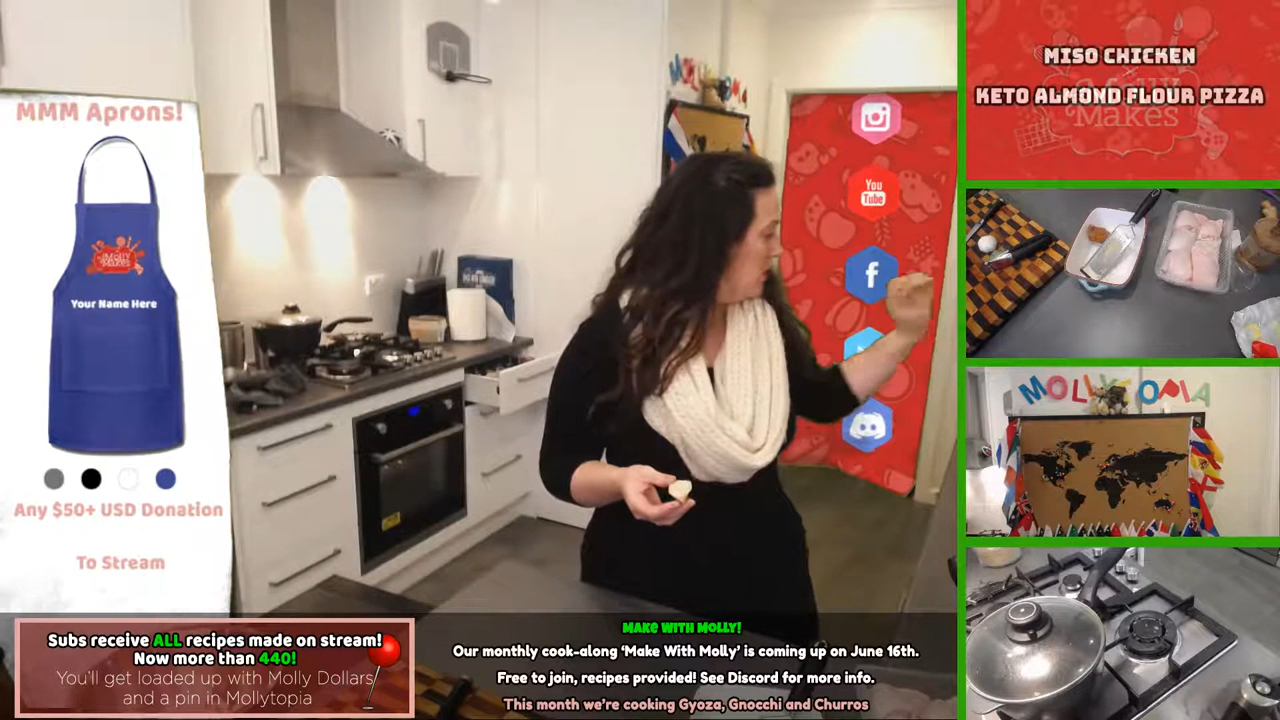 MMM Aprons!
Molly
Makes
Your Name Here
Any $50+ USD Donation
To Stream
You
Tube
MISO CHICKEN
KETO ALMOND FLOUR PIZZA
Makes
MOLLYTOPIA
Subs receive ALL recipes made on stream!
Now more than 440!
You'll get loaded up with Molly Dollars
and a pin in Mollytopia
MAKE WITH MOLLY!
Our monthly cook-along 'Make With Molly' is coming up on June 16th.
Free to join, recipes provided! See Discord for more info.
This month we're cooking Gyoza, Gnocchi and Churros